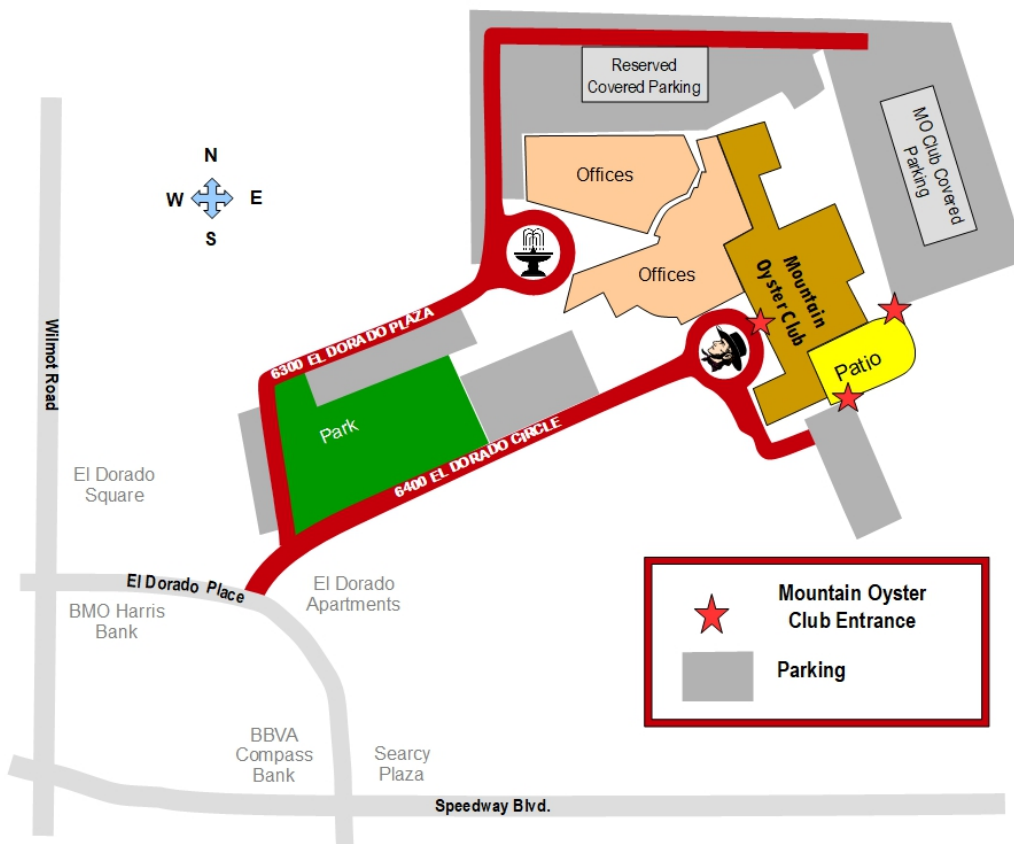 Reserved
Covered Parking
MO Club Covered
Parking
N
W
E
S
Offices
Offices
Mountain
Oyster Club
Patio
6300 EL DORADO PLAZA
Wilmot Road
Park
6400 EL DORADO CIRCLE
El Dorado
Square
El Dorado Place
El Dorado
Apartments
BMO Harris
Bank
Mountain Oyster
Club Entrance
Parking
BBVA
Compass
Bank
Searcy
Plaza
Speedway Blvd.